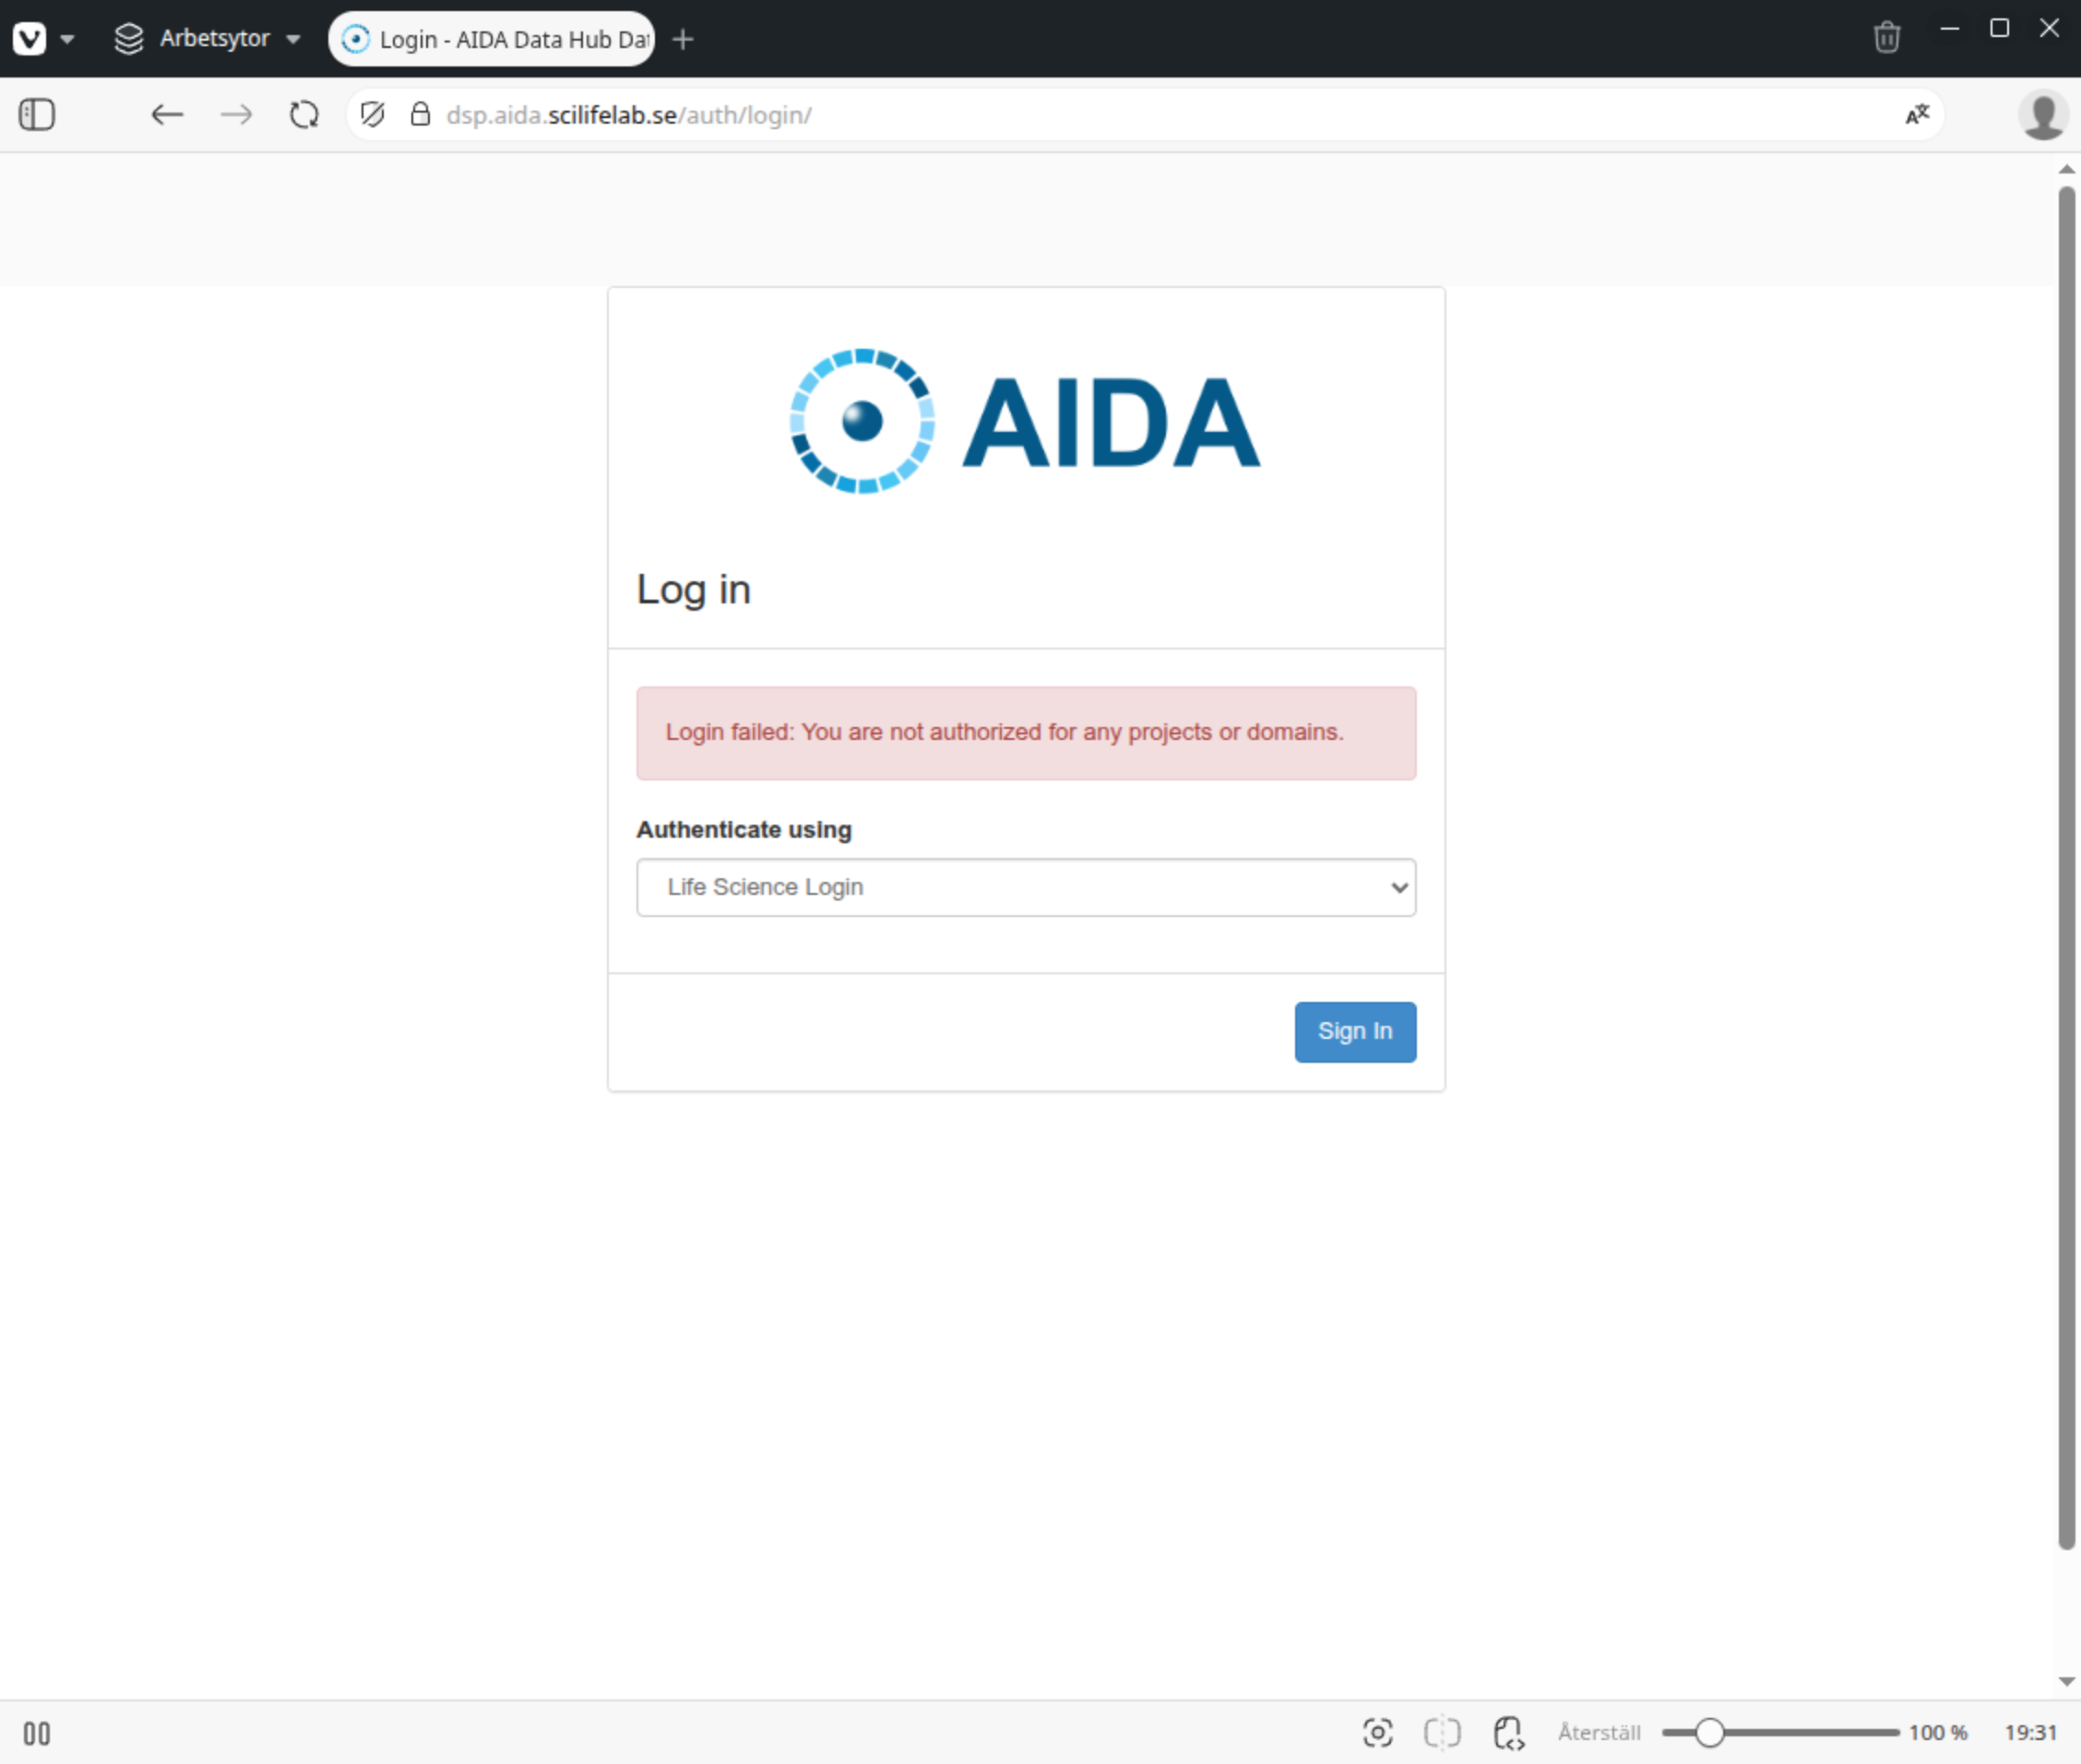 Arbetsytor
Login - AIDA Data Hub Dat
dsp.aida.scilifelab.se/auth/login/
AIDA
Log in
Login failed: You are not authorized for any projects or domains.
Authenticate using
Life Science Login
Sign In
Återställ
100 %
19:31